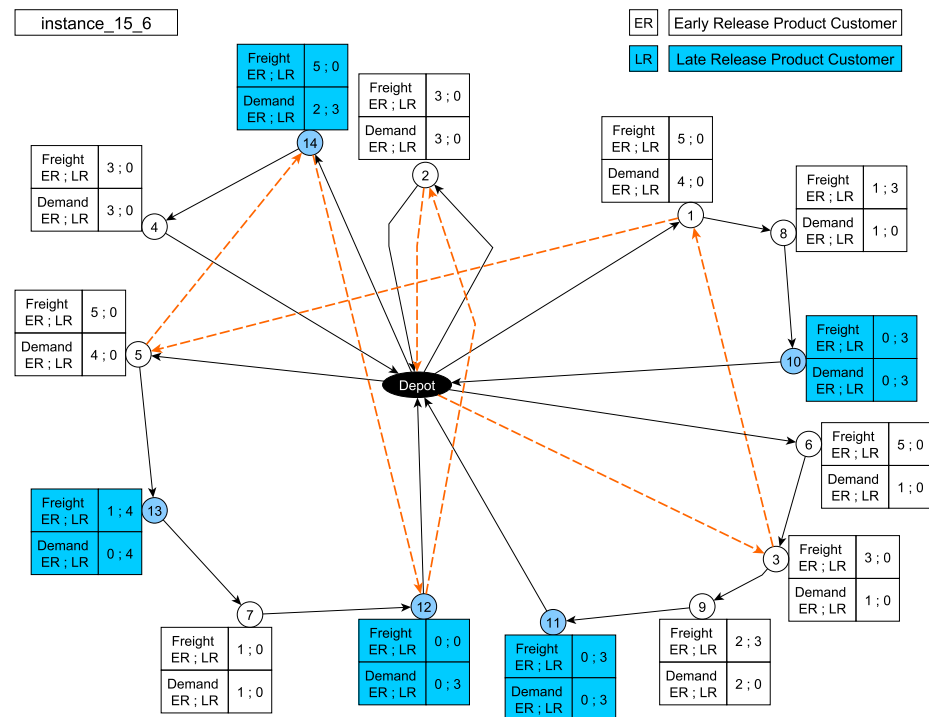 instance_15_6
ER Early Release Product Customer
LR Late Release Product Customer
Freight
ER ; LR
5 ; 0
Demand
ER ; LR
2 ; 3
14
Freight
ER ; LR
3 ; 0
Demand
ER ; LR
3 ; 0
2
Freight
ER ; LR
5 ; 0
Demand
ER ; LR
4 ; 0
1
Freight
ER ; LR
3 ; 0
Demand
ER ; LR
3 ; 0
4
Freight
ER ; LR
1 ; 3
Demand
ER ; LR
1 ; 0
8
Freight
ER ; LR
5 ; 0
Demand
ER ; LR
4 ; 0
5
Depot
Freight
ER ; LR
0 ; 3
Demand
ER ; LR
0 ; 3
10
Freight
ER ; LR
5 ; 0
Demand
ER ; LR
1 ; 0
6
Freight
ER ; LR
1 ; 4
Demand
ER ; LR
0 ; 4
13
Freight
ER ; LR
3 ; 0
Demand
ER ; LR
1 ; 0
3
7
Freight
ER ; LR
1 ; 0
Demand
ER ; LR
1 ; 0
12
Freight
ER ; LR
0 ; 0
Demand
ER ; LR
0 ; 3
11
Freight
ER ; LR
0 ; 3
Demand
ER ; LR
0 ; 3
9
Freight
ER ; LR
2 ; 3
Demand
ER ; LR
2 ; 0